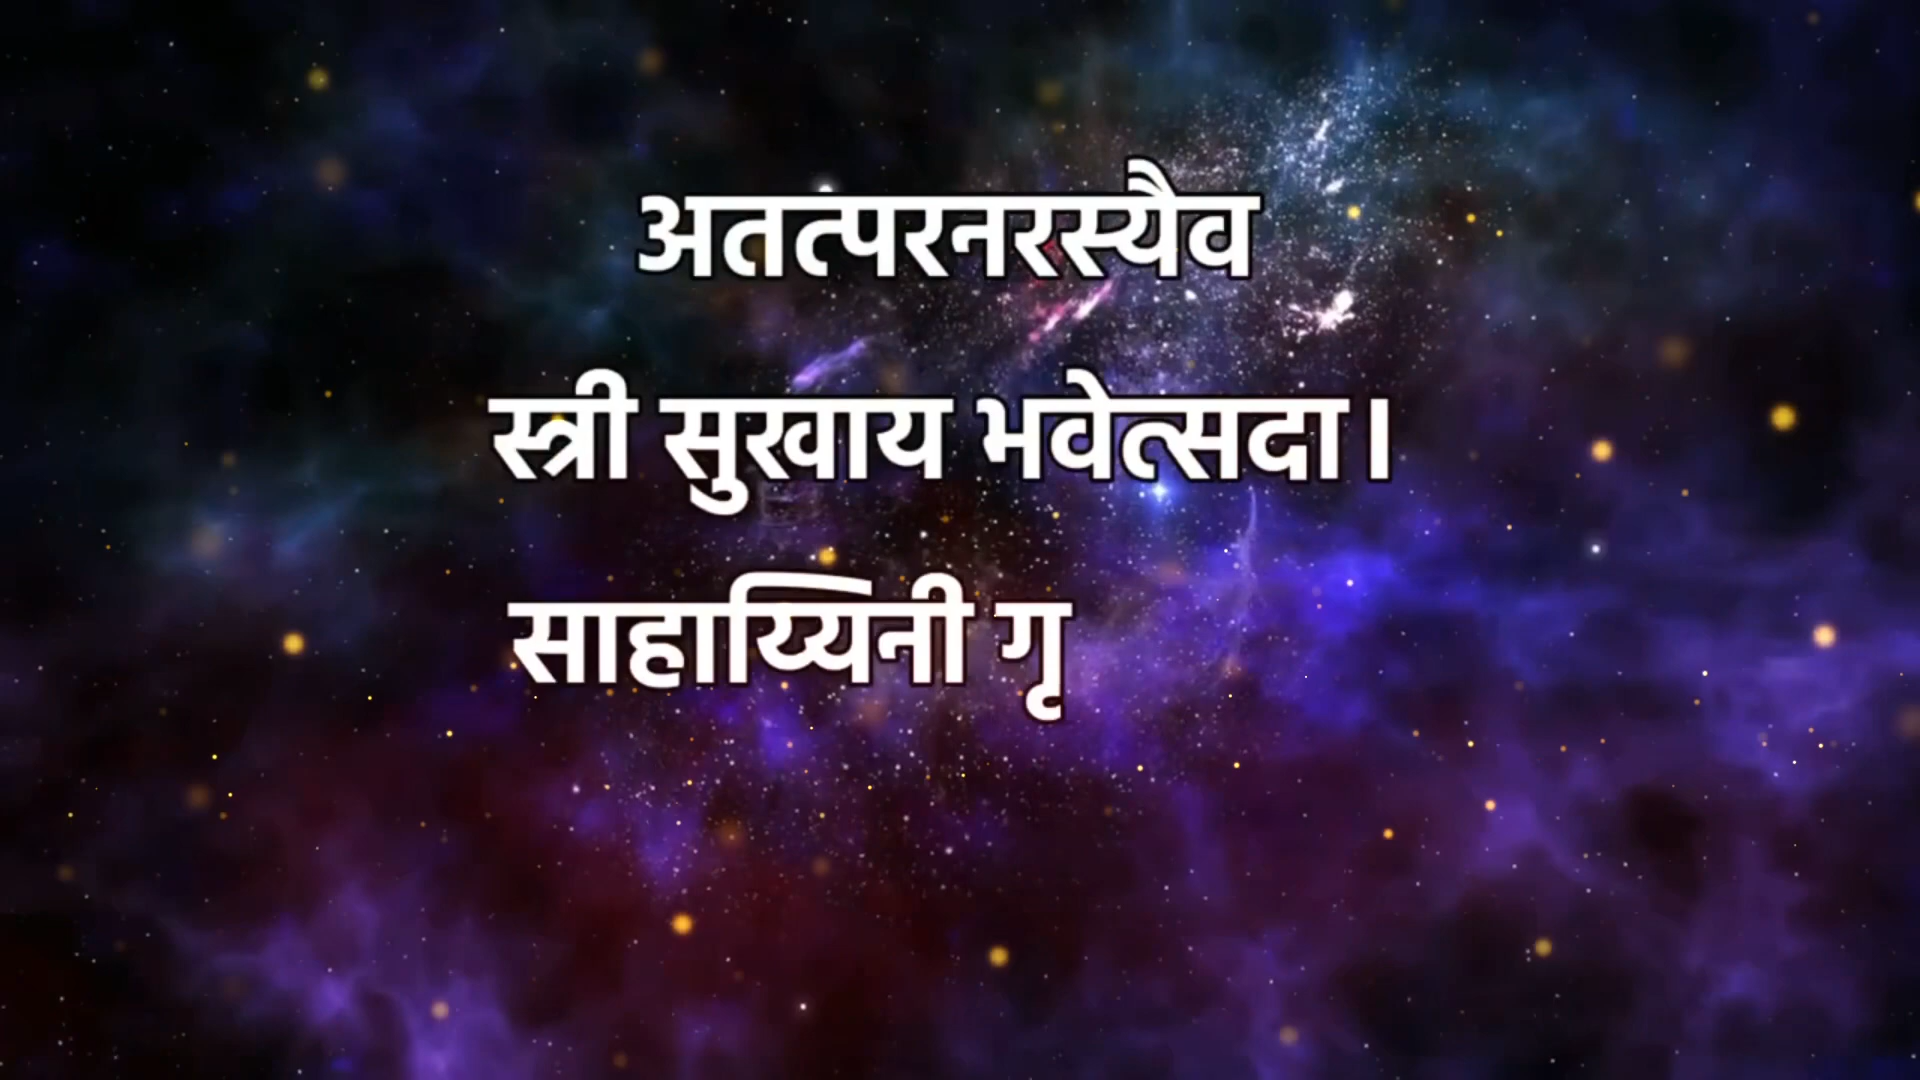 अतत्परनरस्यैव
स्त्री सुखाय भवेत्सदा।
साहाय्यिनी गृ